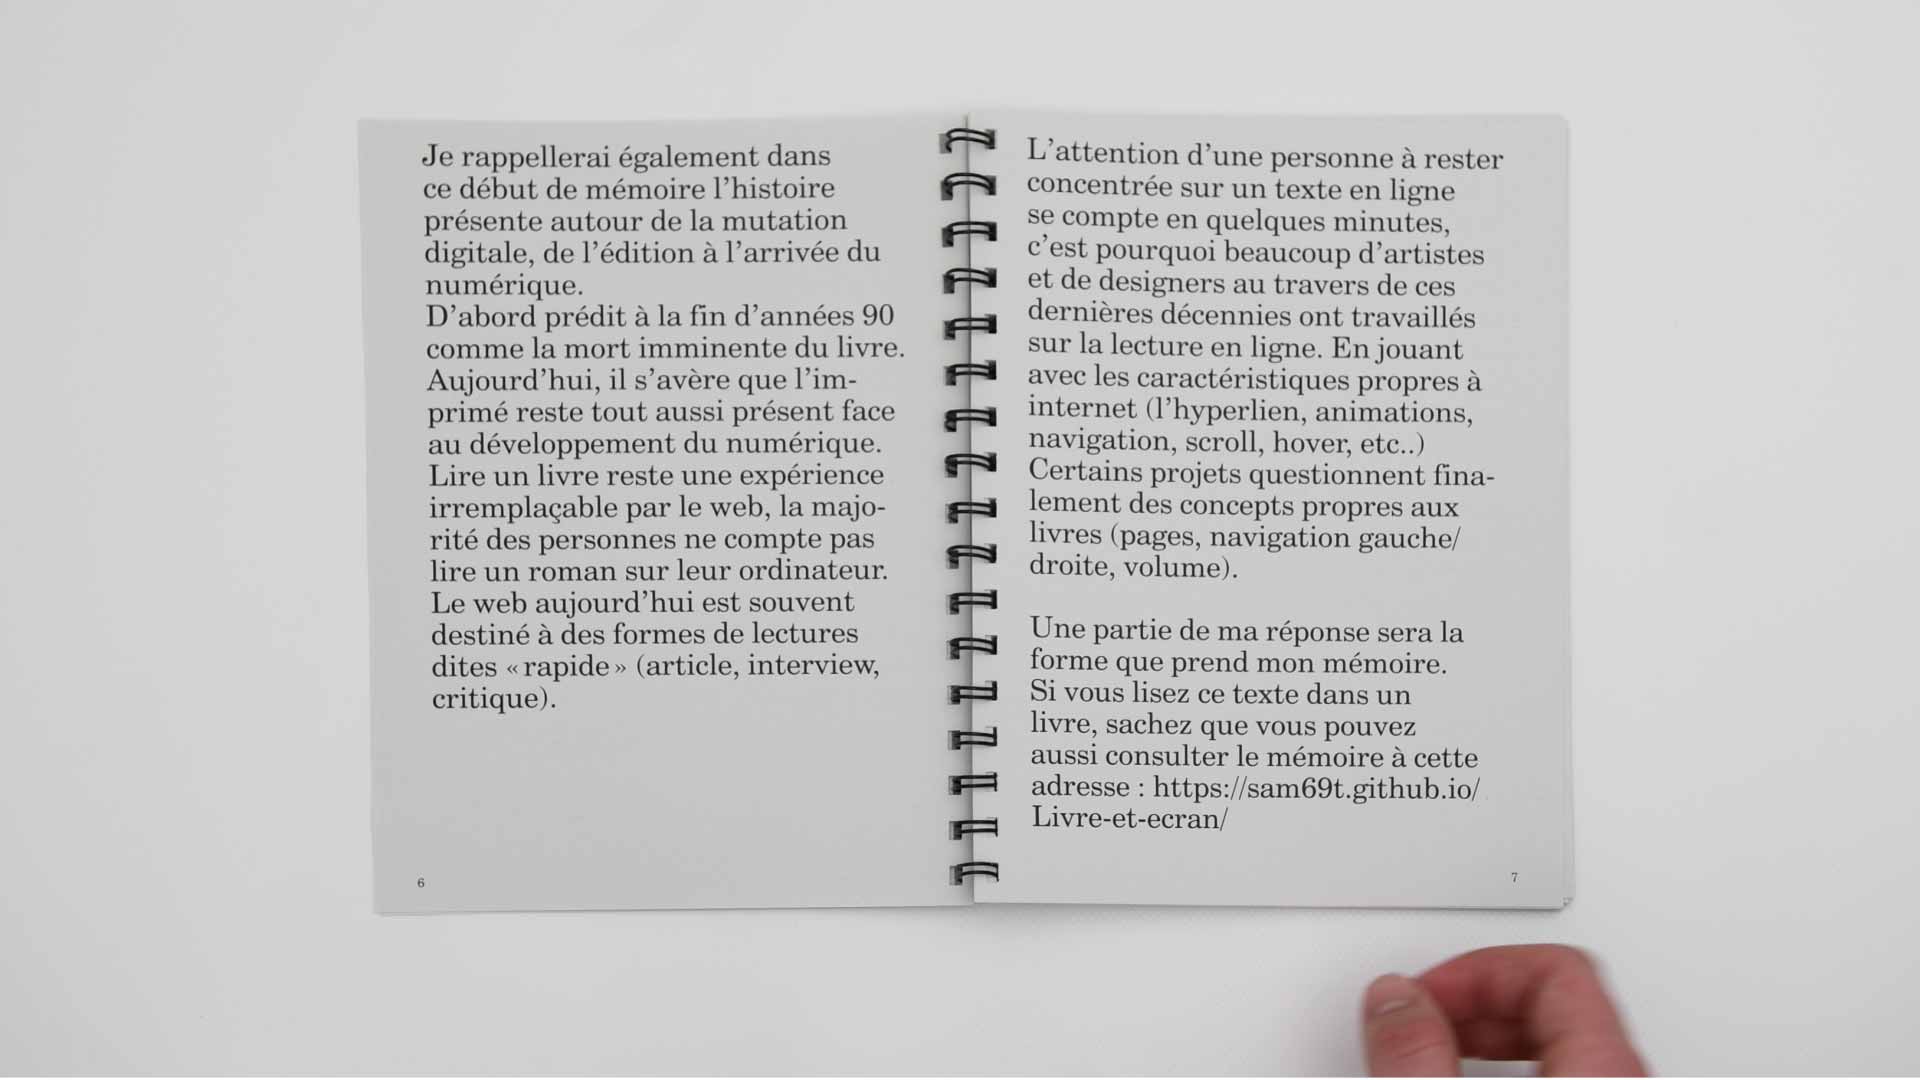 Je rappellerai également dans
ce début de mémoire l’histoire
présente autour de la mutation
digitale, de l’édition à l’arrivée du
numérique.
D’abord prédit à la fin d’années 90
comme la mort imminente du livre.
Aujourd’hui, il s’avère que l’im-
primé reste tout aussi présent face
au développement du numérique.
Lire un livre reste une expérience
irremplaçable par le web, la majo-
rité des personnes ne compte pas
lire un roman sur leur ordinateur.
Le web aujourd’hui est souvent
destiné à des formes de lectures
dites « rapide » (article, interview,
critique).
6
L’attention d’une personne à rester
concentrée sur un texte en ligne
se compte en quelques minutes,
c’est pourquoi beaucoup d’artistes
et de designers au travers de ces
dernières décennies ont travaillés
sur la lecture en ligne. En jouant
avec les caractéristiques propres à
internet (l’hyperlien, animations,
navigation, scroll, hover, etc..)
Certains projets questionnent fina-
lement des concepts propres aux
livres (pages, navigation gauche/
droite, volume).
Une partie de ma réponse sera la
forme que prend mon mémoire.
Si vous lisez ce texte dans un
livre, sachez que vous pouvez
aussi consulter le mémoire à cette
adresse : https://sam69t.github.io/
Livre-et-ecran/
7